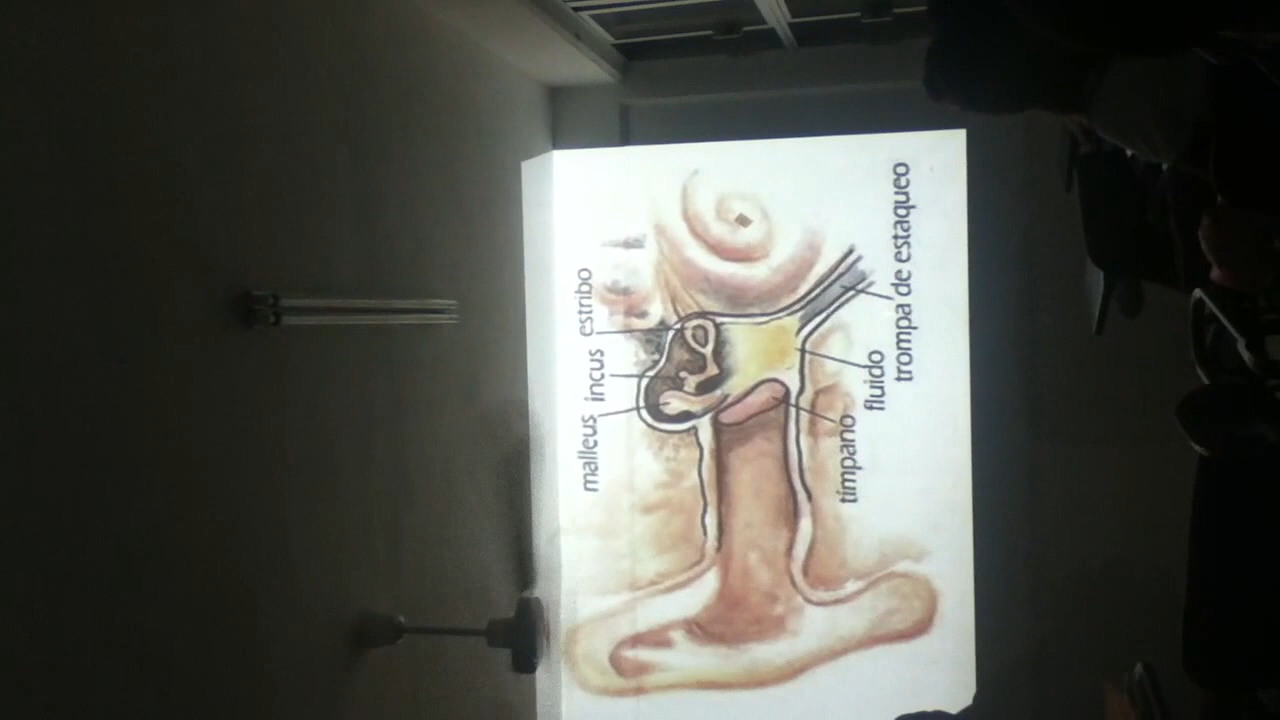 malleus
incus
estribo
tímpano
fluido
trompa de estaqueo